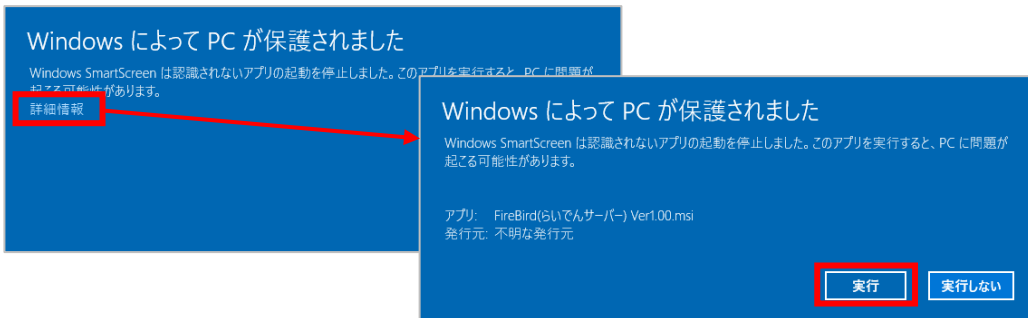 Windows によって PC が保護されました
Windows SmartScreen は認識されないアプリの起動を停止しました。このアプリを実行すると、PC に問題が
起こる可能性があります。
詳細情報
Windows によって PC が保護されました
Windows SmartScreen は認識されないアプリの起動を停止しました。このアプリを実行すると、PC に問題が
起こる可能性があります。
アプリ: FireBird(らいでんサーバー) Ver1.00.msi
発行元: 不明な発行元
実行 実行しない